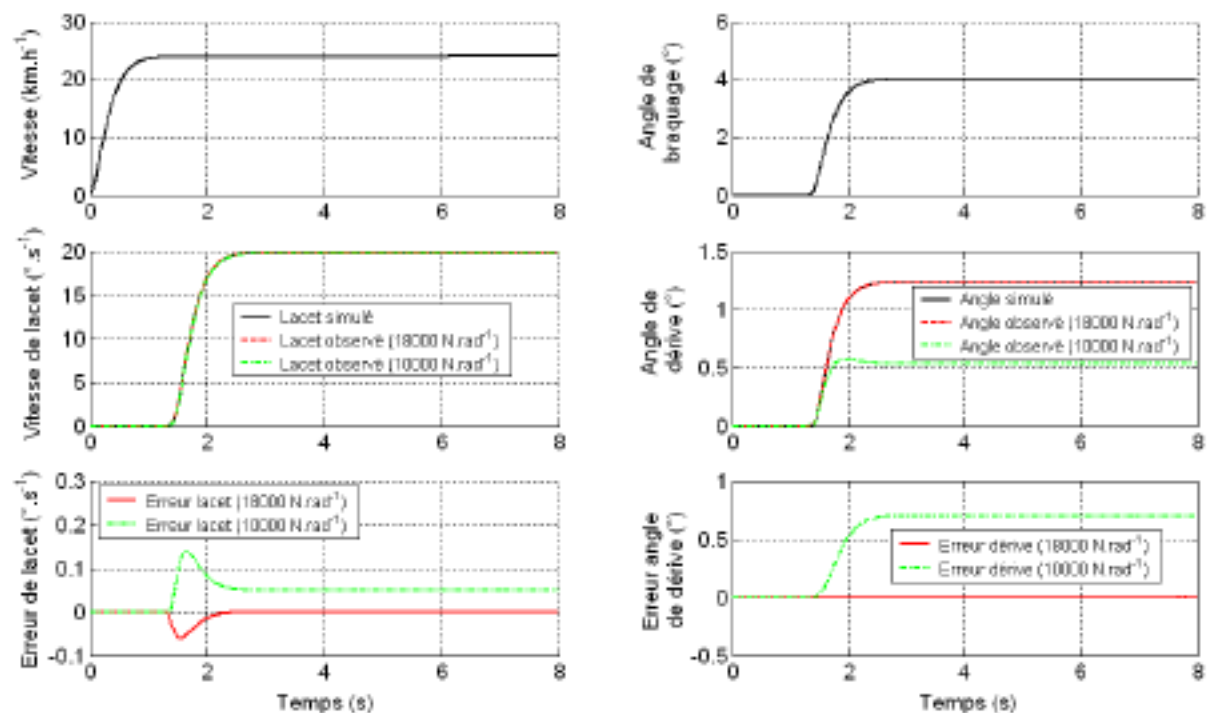 Vitesse (km.h⁻¹)
30
20
10
0
0 2 4 6 8
Angle de
braquage (°)
6
4
2
0
0 2 4 6 8
Vitesse de lacet (°.s⁻¹)
20
15
10
5
0
Lacet simulé
Lacet observé (18000 N.rad⁻¹)
Lacet observé (10000 N.rad⁻¹)
0 2 4 6 8
Angle de
dérive (°)
1.5
1
0.5
0
Angle simulé
Angle observé (18000 N.rad⁻¹)
Angle observé (10000 N.rad⁻¹)
0 2 4 6 8
Erreur de lacet (°.s⁻¹)
0.3
0.2
0.1
0
-0.1
Erreur lacet (18000 N.rad⁻¹)
Erreur lacet (10000 N.rad⁻¹)
0 2 4 6 8
Temps (s)
Erreur angle
de dérive (°)
1
0.5
0
-0.5
Erreur dérive (18000 N.rad⁻¹)
Erreur dérive (10000 N.rad⁻¹)
0 2 4 6 8
Temps (s)